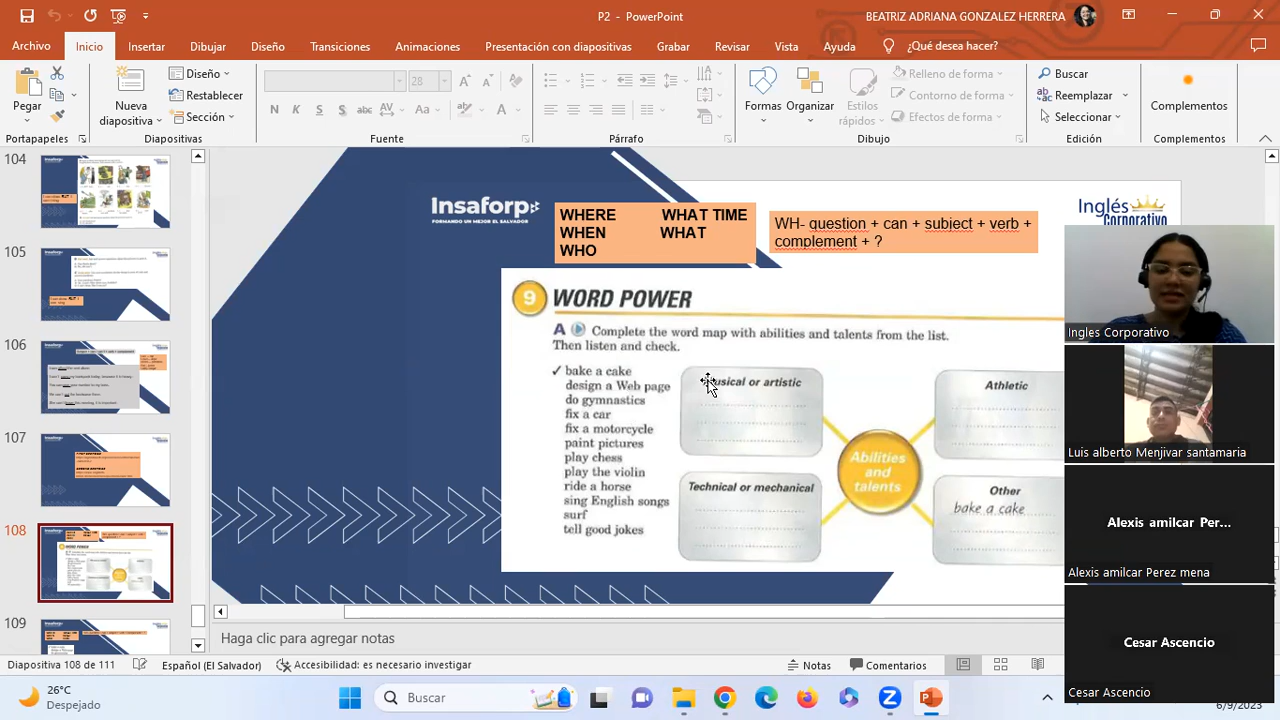 P2 - PowerPoint
BEATRIZ ADRIANA GONZALEZ HERRERA
Archivo Inicio Insertar Dibujar Diseño Transiciones Animaciones Presentación con diapositivas Grabar Revisar Vista Ayuda ¿Qué desea hacer?
Pegar
Portapapeles
Nueva diapositiva
Diseño
Restablecer
Sección
Diapositivas
28
N K S abc AV Aa A
Fuente
Párrafo
Formas
Organizar
Estilos rápidos
Relleno de forma
Contorno de forma
Efectos de forma
Dibujo
Buscar
Reemplazar
Seleccionar
Edición
Complementos
Complementos
104
105
106
107
108
109
Insaforp
FORMANDO UN MEJOR EL SALVADOR
WHERE WHAT TIME
WHEN WHAT
WHO
WH- question + can + subject + verb +
complement + ?
Inglés
Corporativo
9 WORD POWER
A Complete the word map with abilities and talents from the list.
Then listen and check.
✓ bake a cake
design a Web page
do gymnastics
fix a car
fix a motorcycle
paint pictures
play chess
play the violin
ride a horse
sing English songs
surf
tell good jokes
Musical or artistic
Athletic
Abilities
and
talents
Technical or mechanical
Other
bake a cake
Ingles Corporativo
Luis alberto Menjivar santamaria
Alexis amilcar Per...
Alexis amilcar Perez mena
Cesar Ascencio
Cesar Ascencio
Haga clic para agregar notas
Diapositiva 108 de 111
Español (El Salvador)
Accesibilidad: es necesario investigar
Notas
Comentarios
26°C
Despejado
Buscar
6/9/2023